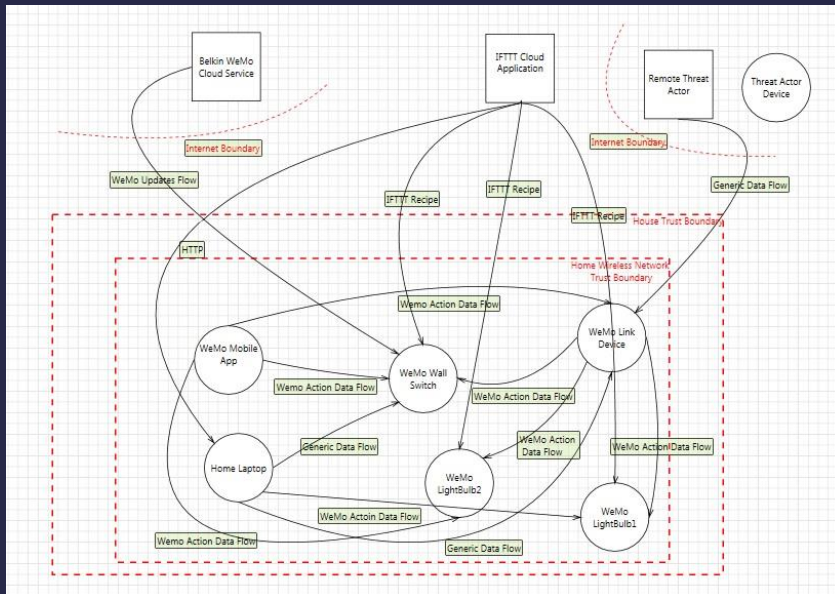 Belkin WeMo
Cloud Service
IFTTT Cloud
Application
Remote Threat
Actor
Threat Actor
Device
Internet Boundary
Internet Boundary
WeMo Updates Flow
IFTTT Recipe
IFTTT Recipe
Generic Data Flow
IFTTT Recipe
House Trust Boundary
HTTP
Home Wireless Network
Trust Boundary
Wemo Action Data Flow
WeMo Mobile
App
WeMo Link
Device
WeMo Wall
Switch
Wemo Action Data Flow
WeMo Action Data Flow
Generic Data Flow
WeMo Action
Data Flow
WeMo Action Data Flow
Home Laptop
WeMo
LightBulb2
WeMo
LightBulb1
WeMo Actoin Data Flow
Wemo Action Data Flow
Generic Data Flow